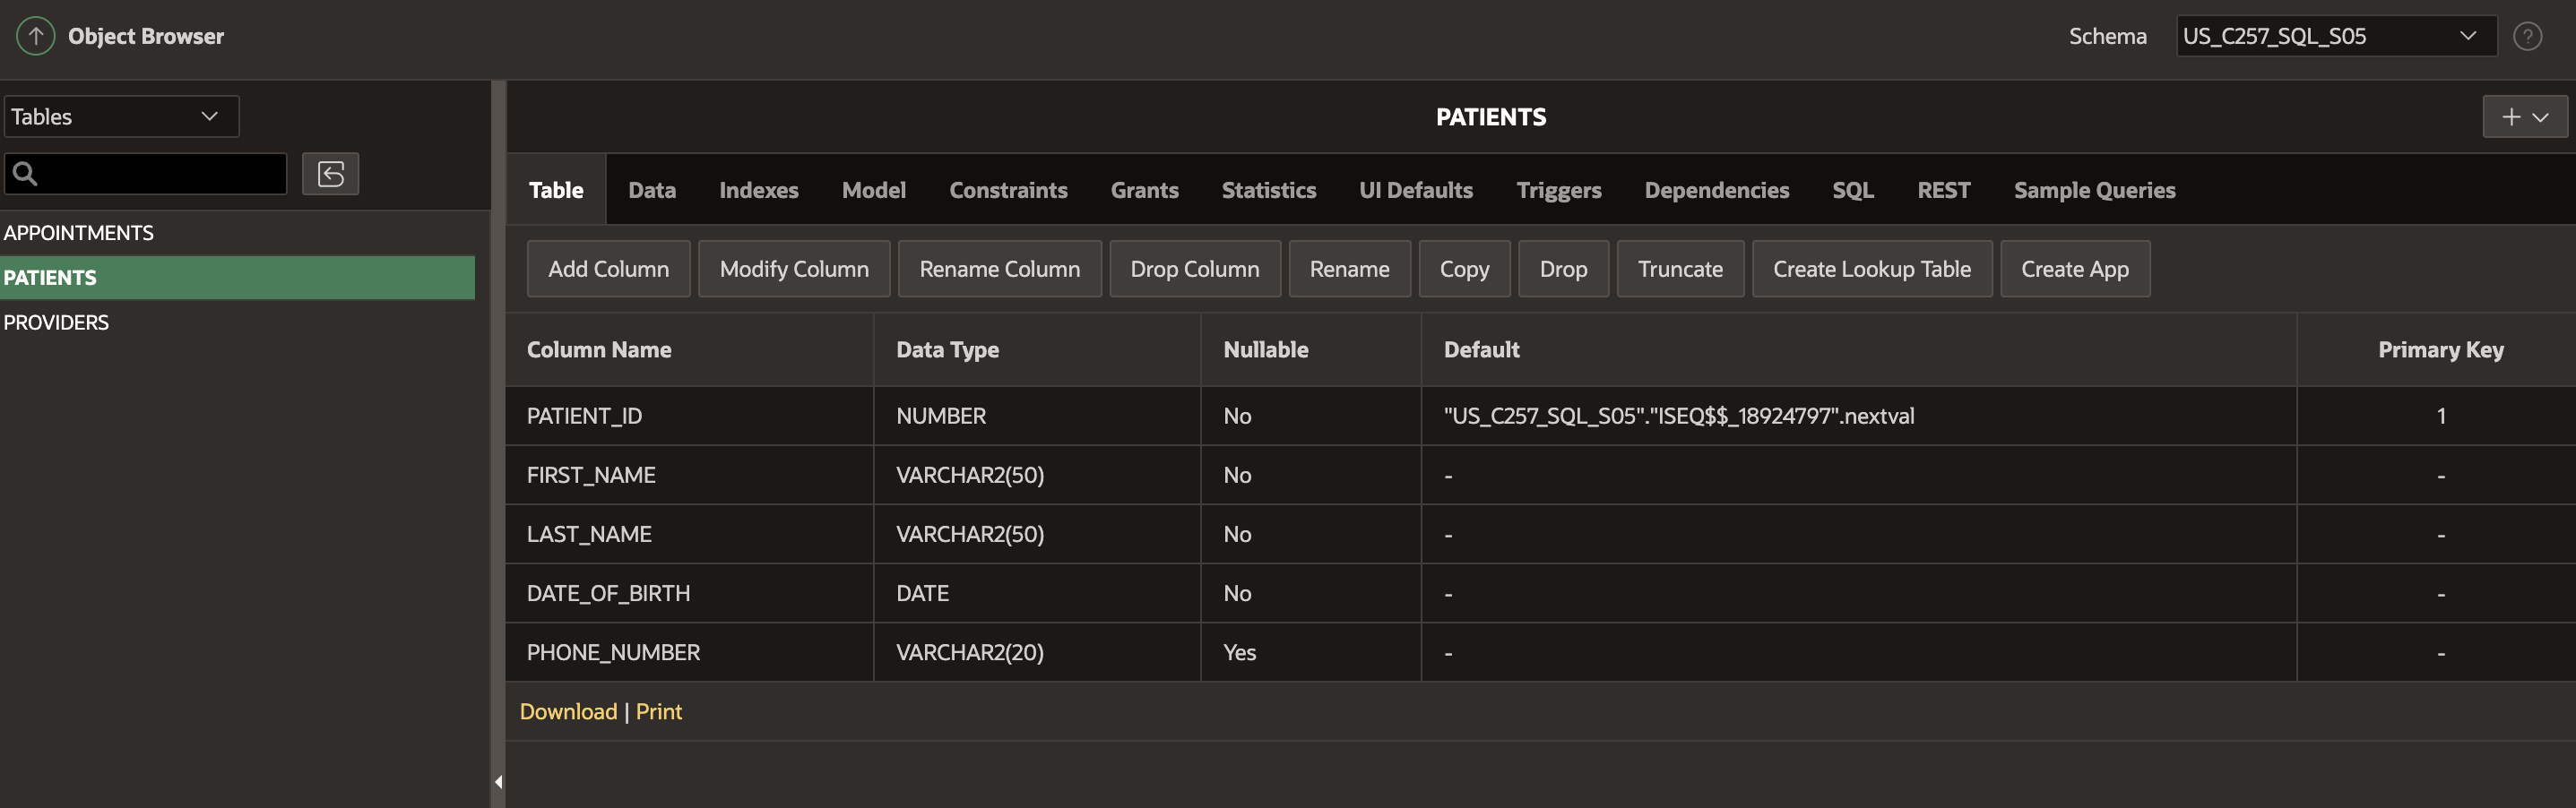 Object Browser
Schema US_C257_SQL_S05 ?
Tables
APPOINTMENTS
PATIENTS
PROVIDERS
PATIENTS
Table Data Indexes Model Constraints Grants Statistics UI Defaults Triggers Dependencies SQL REST Sample Queries
Add Column Modify Column Rename Column Drop Column Rename Copy Drop Truncate Create Lookup Table Create App
Column Name Data Type Nullable Default Primary Key
PATIENT_ID NUMBER No "US_C257_SQL_S05"."ISEQ$$_18924797".nextval 1
FIRST_NAME VARCHAR2(50) No - -
LAST_NAME VARCHAR2(50) No - -
DATE_OF_BIRTH DATE No - -
PHONE_NUMBER VARCHAR2(20) Yes - -
Download | Print